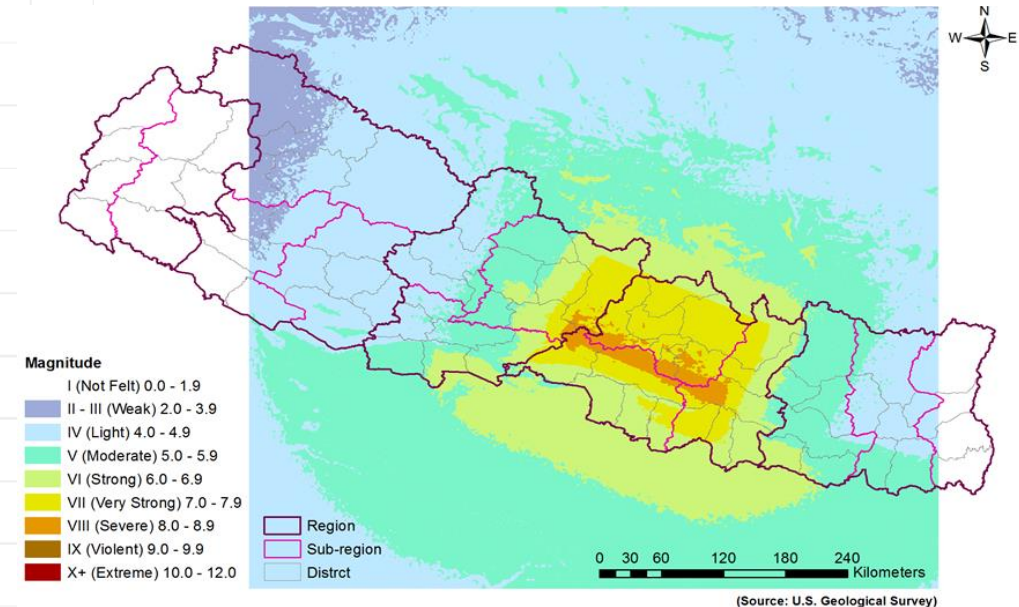 N
W E
S
Magnitude
I (Not Felt) 0.0 - 1.9
II - III (Weak) 2.0 - 3.9
IV (Light) 4.0 - 4.9
V (Moderate) 5.0 - 5.9
VI (Strong) 6.0 - 6.9
VII (Very Strong) 7.0 - 7.9
VIII (Severe) 8.0 - 8.9
IX (Violent) 9.0 - 9.9
X+ (Extreme) 10.0 - 12.0
Region
Sub-region
Distrct
0 30 60 120 180 240
Kilometers
(Source: U.S. Geological Survey)